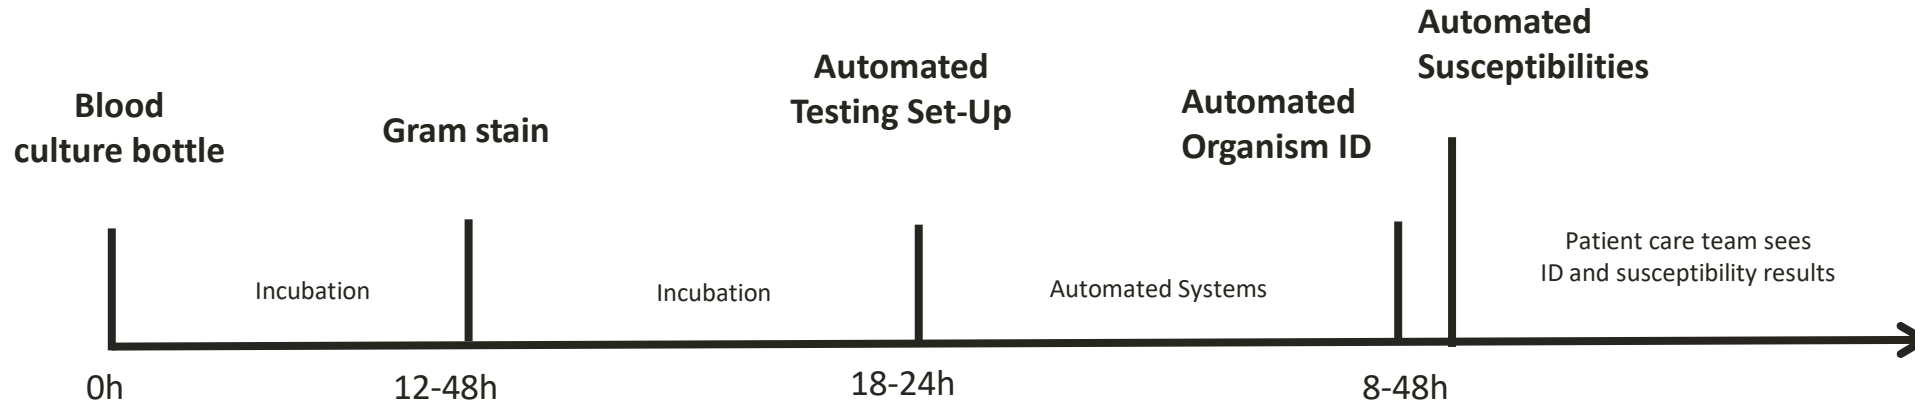 Blood
culture bottle
Gram stain
Automated
Testing Set-Up
Automated
Organism ID
Automated
Susceptibilities
Incubation
Incubation
Automated Systems
Patient care team sees
ID and susceptibility results
0h
12-48h
18-24h
8-48h